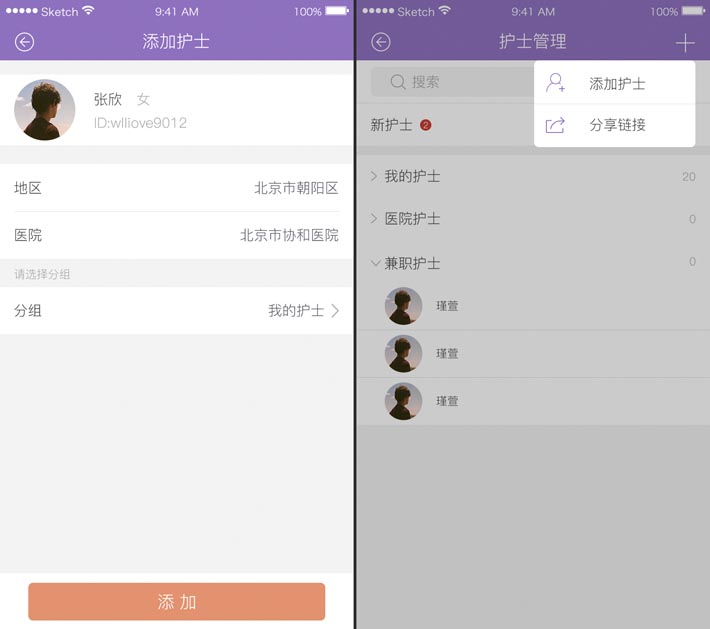 Sketch 9:41 AM 100%
添加护士
张欣 女
ID:wlliove9012
地区 北京市朝阳区
医院 北京市协和医院
请选择分组
分组 我的护士
添加
Sketch 9:41 AM 100%
护士管理
搜索
添加护士
分享链接
新护士 2
我的护士 20
医院护士 0
兼职护士 0
瑾萱
瑾萱
瑾萱